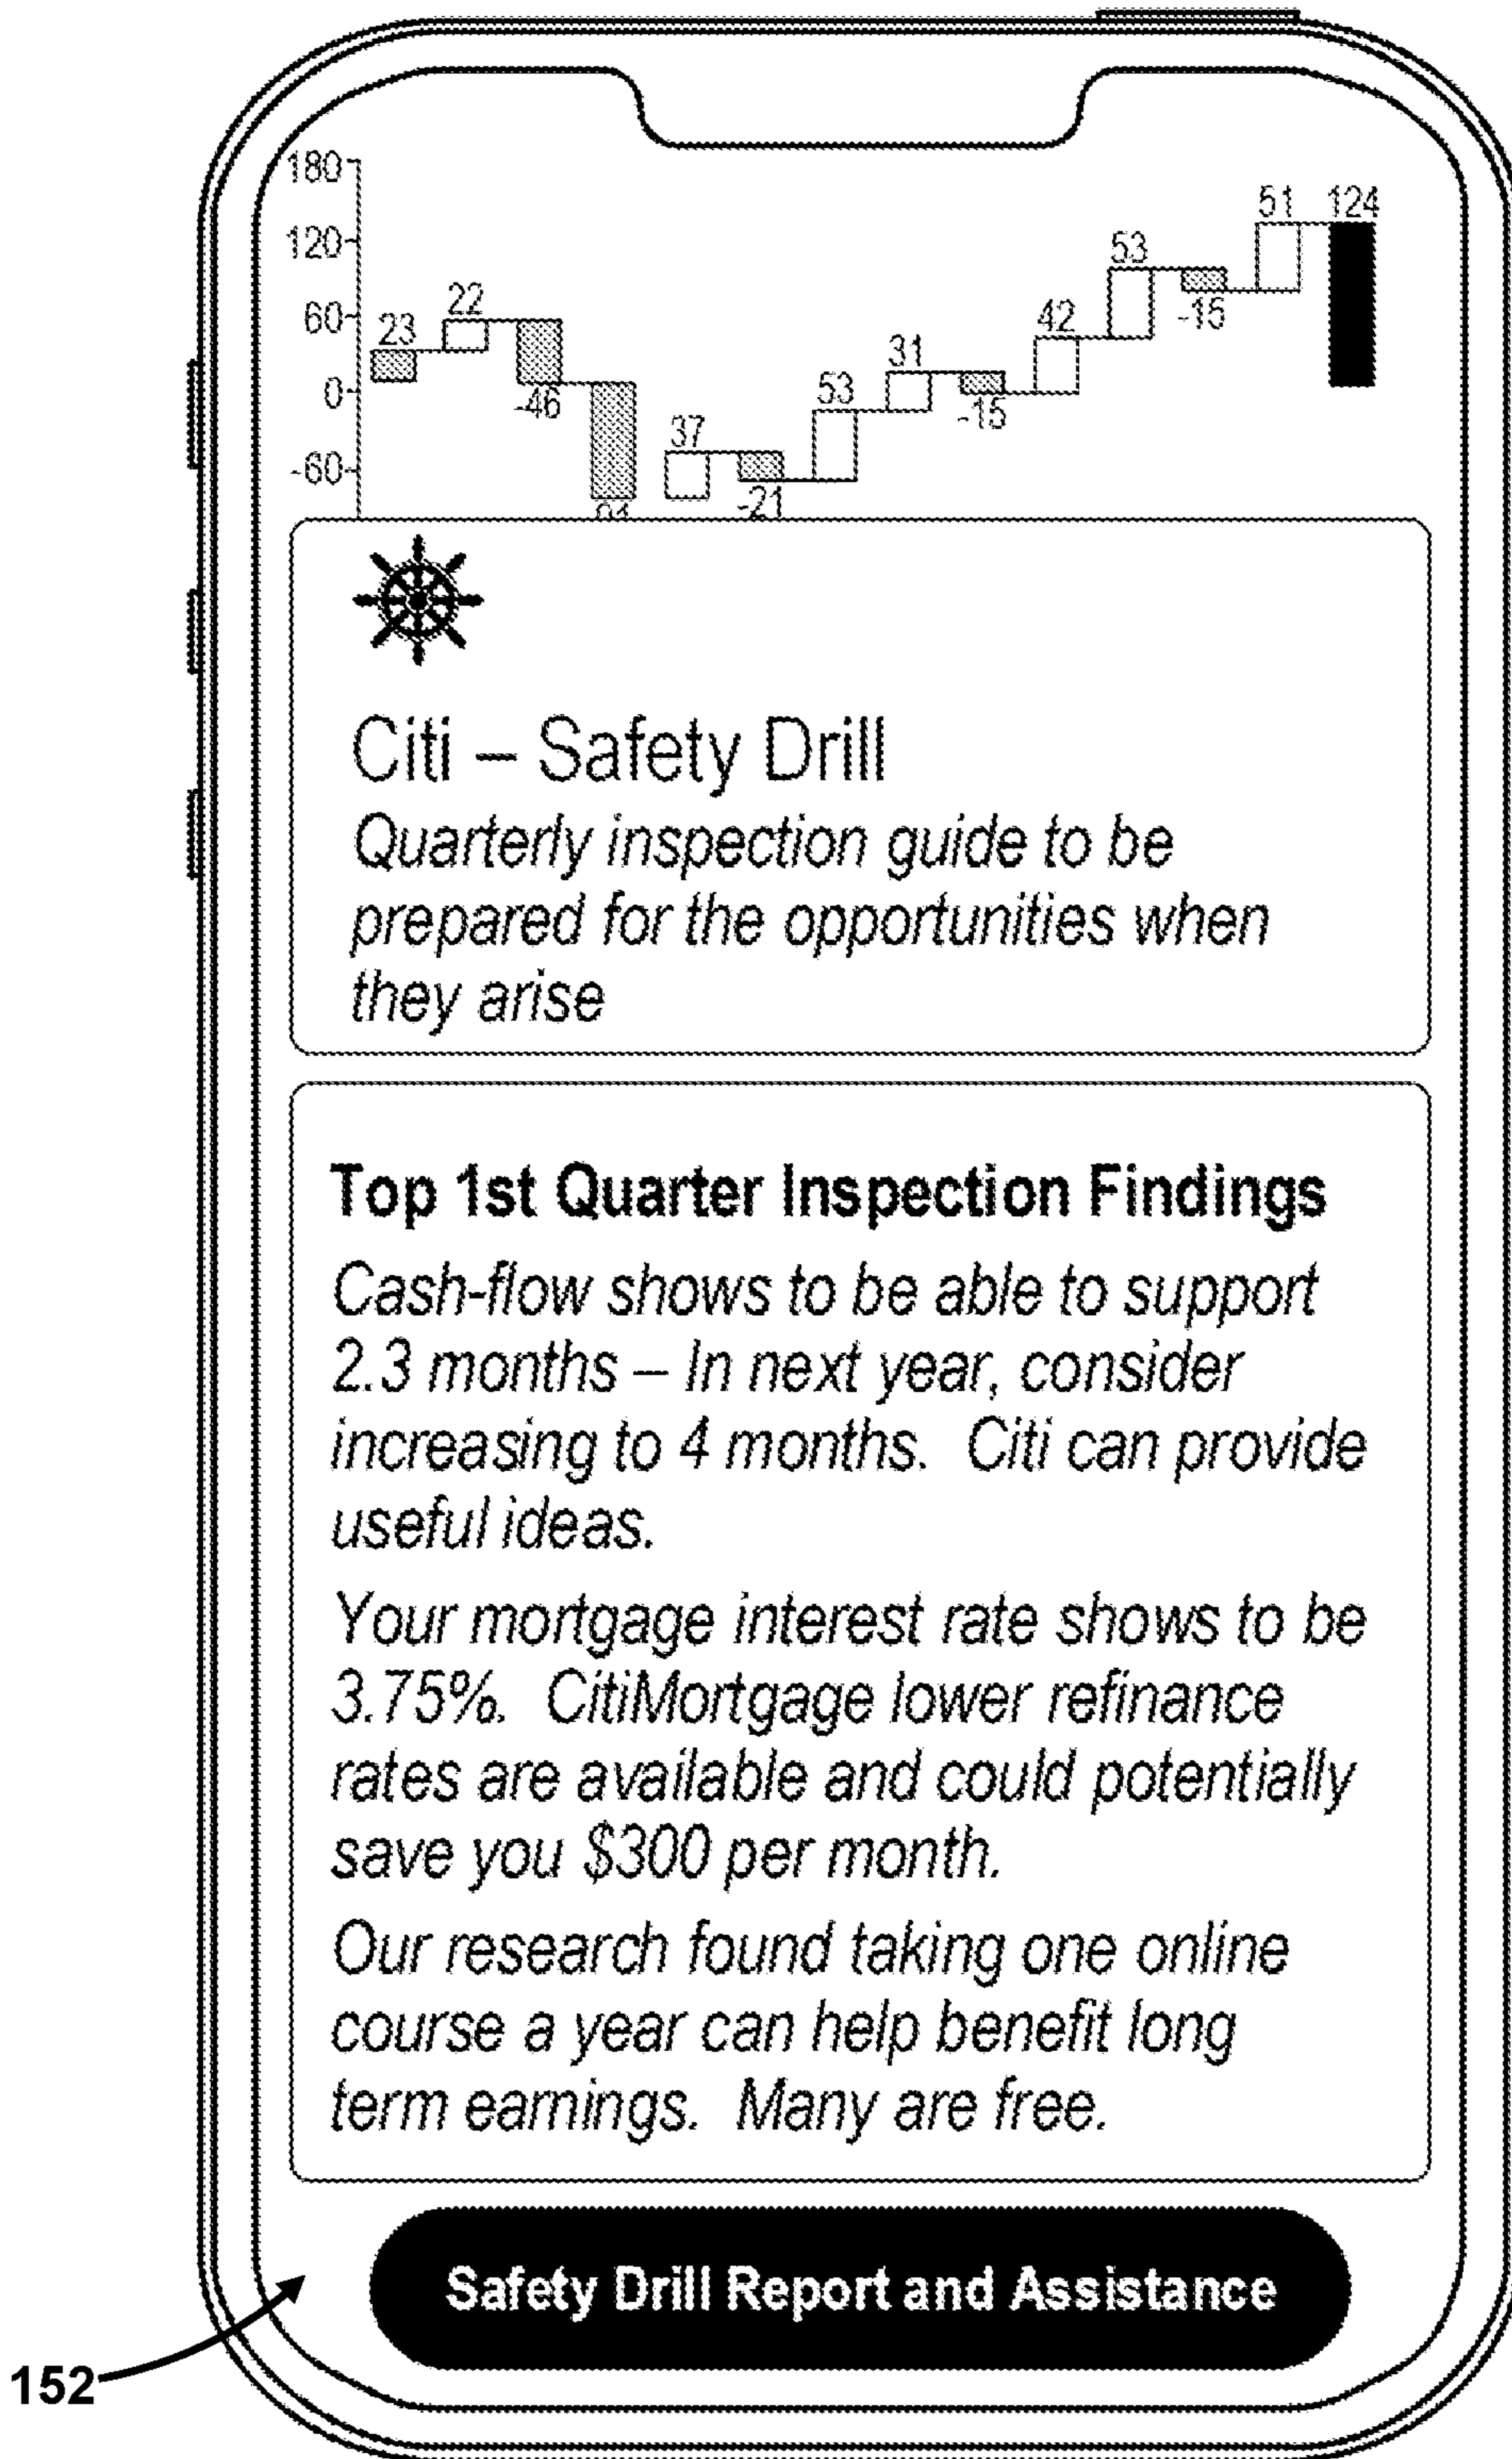 180
120
60
0
-60
23
22
-46
37
-21
53
31
-15
42
53
-15
51
124
Citi – Safety Drill
Quarterly inspection guide to be
prepared for the opportunities when
they arise
Top 1st Quarter Inspection Findings
Cash-flow shows to be able to support
2.3 months – In next year, consider
increasing to 4 months. Citi can provide
useful ideas.
Your mortgage interest rate shows to be
3.75%. CitiMortgage lower refinance
rates are available and could potentially
save you $300 per month.
Our research found taking one online
course a year can help benefit long
term earnings. Many are free.
Safety Drill Report and Assistance
152